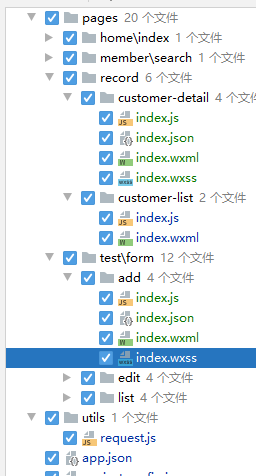 pages 20 个文件
home\index 1 个文件
member\search 1 个文件
record 6 个文件
customer-detail 4 个文件
index.js
index.json
index.wxml
index.wxss
customer-list 2 个文件
index.js
index.wxml
test\form 12 个文件
add 4 个文件
index.js
index.json
index.wxml
index.wxss
edit 4 个文件
list 4 个文件
utils 1 个文件
request.js
app.json